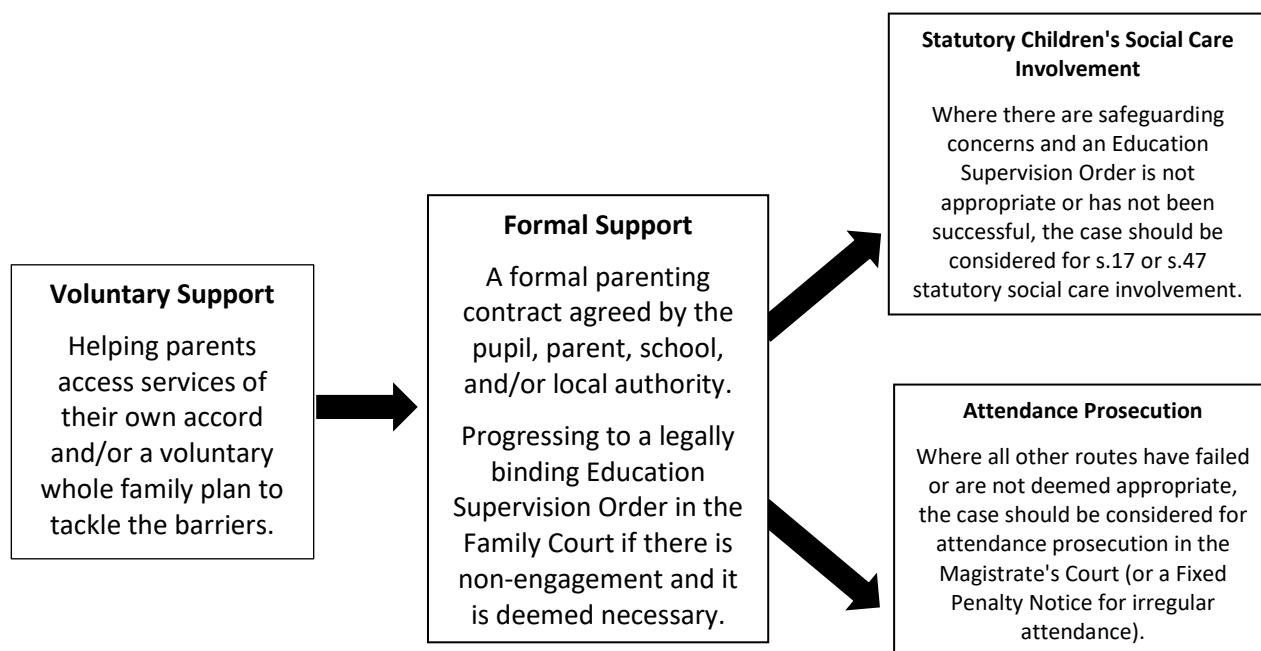 Voluntary Support
Helping parents
access services of
their own accord
and/or a voluntary
whole family plan to
tackle the barriers.
Formal Support
A formal parenting
contract agreed by the
pupil, parent, school,
and/or local authority.
Progressing to a legally
binding Education
Supervision Order in the
Family Court if there is
non-engagement and it
is deemed necessary.
Statutory Children's Social Care
Involvement
Where there are safeguarding
concerns and an Education
Supervision Order is not
appropriate or has not been
successful, the case should be
considered for s.17 or s.47
statutory social care involvement.
Attendance Prosecution
Where all other routes have failed
or are not deemed appropriate,
the case should be considered for
attendance prosecution in the
Magistrate's Court (or a Fixed
Penalty Notice for irregular
attendance).